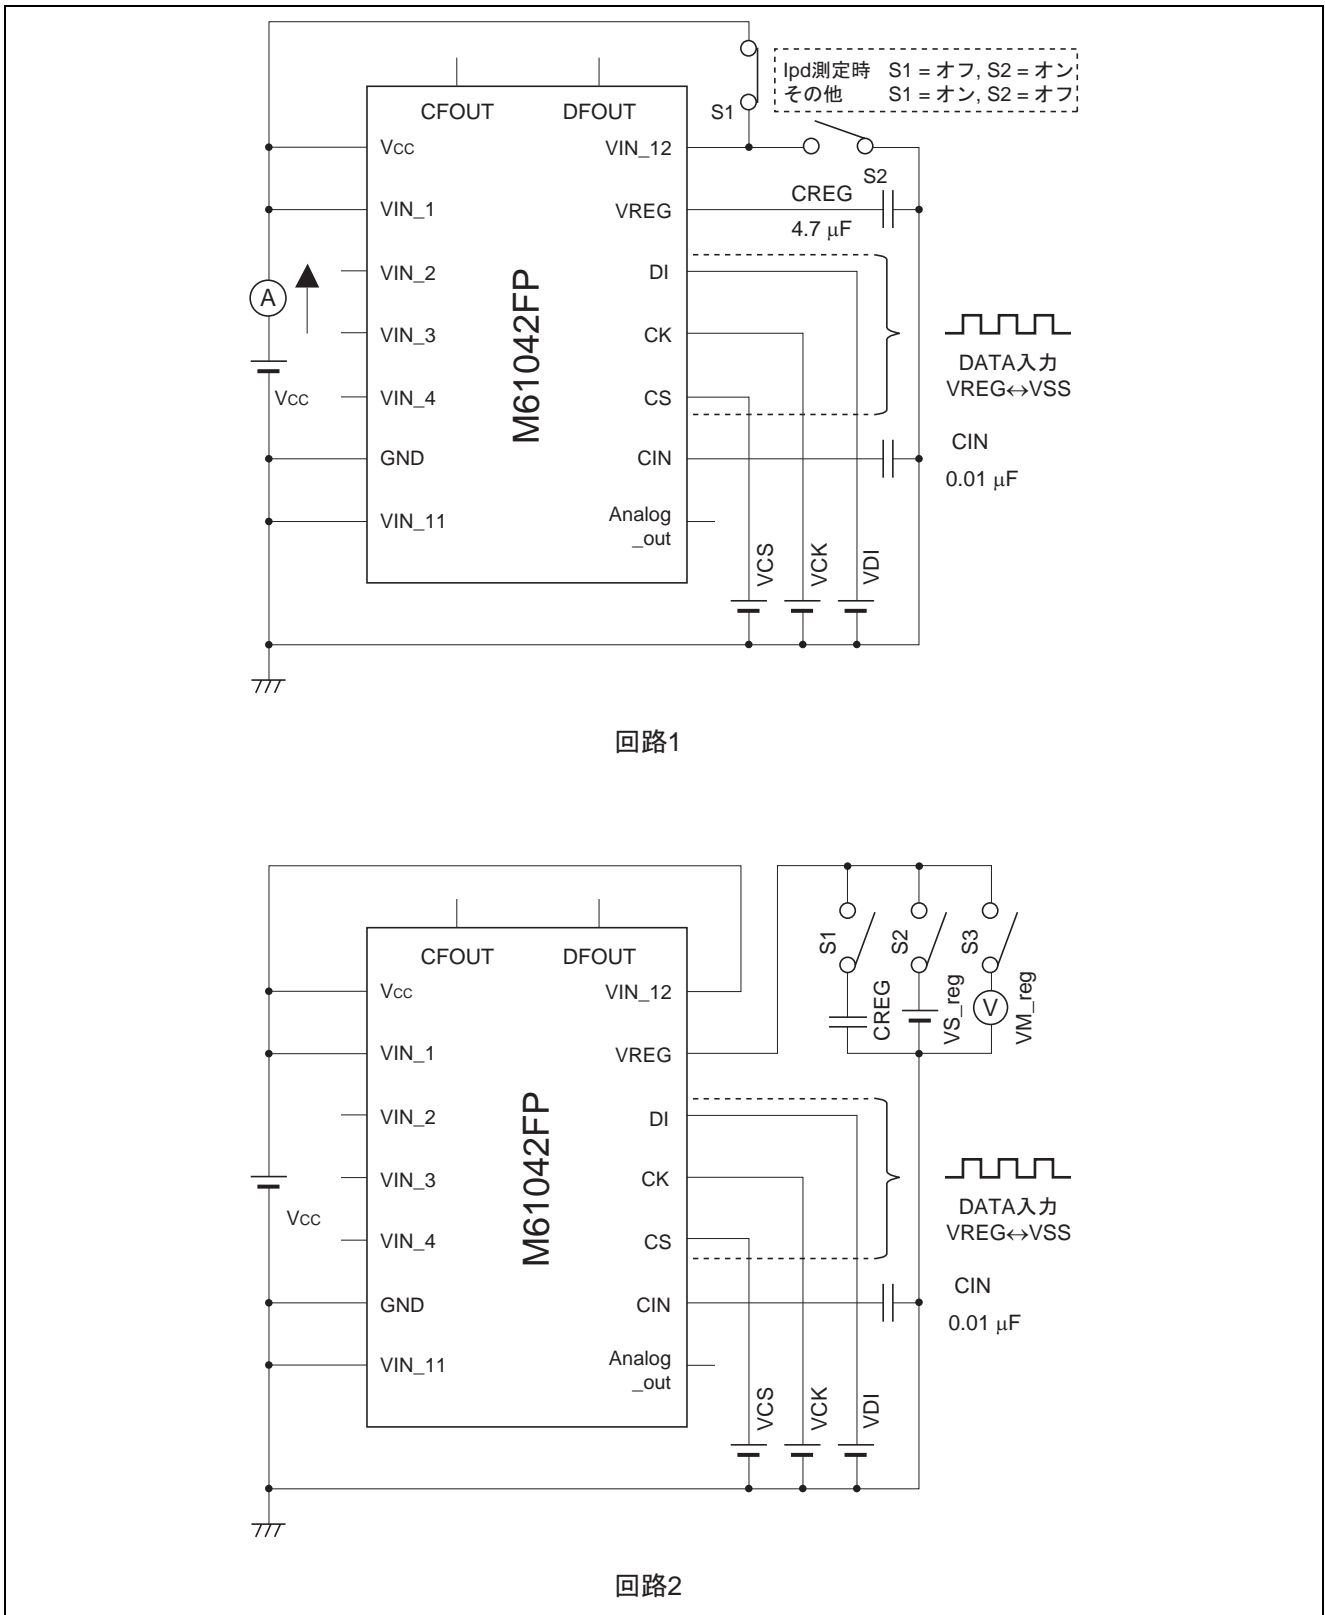 Ipd測定時 S1 = オフ, S2 = オン
その他 S1 = オン, S2 = オフ
S1
S2
CFOUT
DFOUT
Vcc
VIN_12
VIN_1
VREG
CREG
4.7 μF
VIN_2
DI
A
VIN_3
CK
Vcc
VIN_4
CS
M61042FP
DATA入力
VREG↔VSS
GND
CIN
CIN
0.01 μF
VIN_11
Analog
_out
VCS
VCK
VDI
回路1
CFOUT
DFOUT
S1
S2
S3
CREG
VS_reg
V
VM_reg
Vcc
VIN_12
VIN_1
VREG
VIN_2
DI
VIN_3
CK
Vcc
VIN_4
CS
M61042FP
DATA入力
VREG↔VSS
GND
CIN
CIN
0.01 μF
VIN_11
Analog
_out
VCS
VCK
VDI
回路2